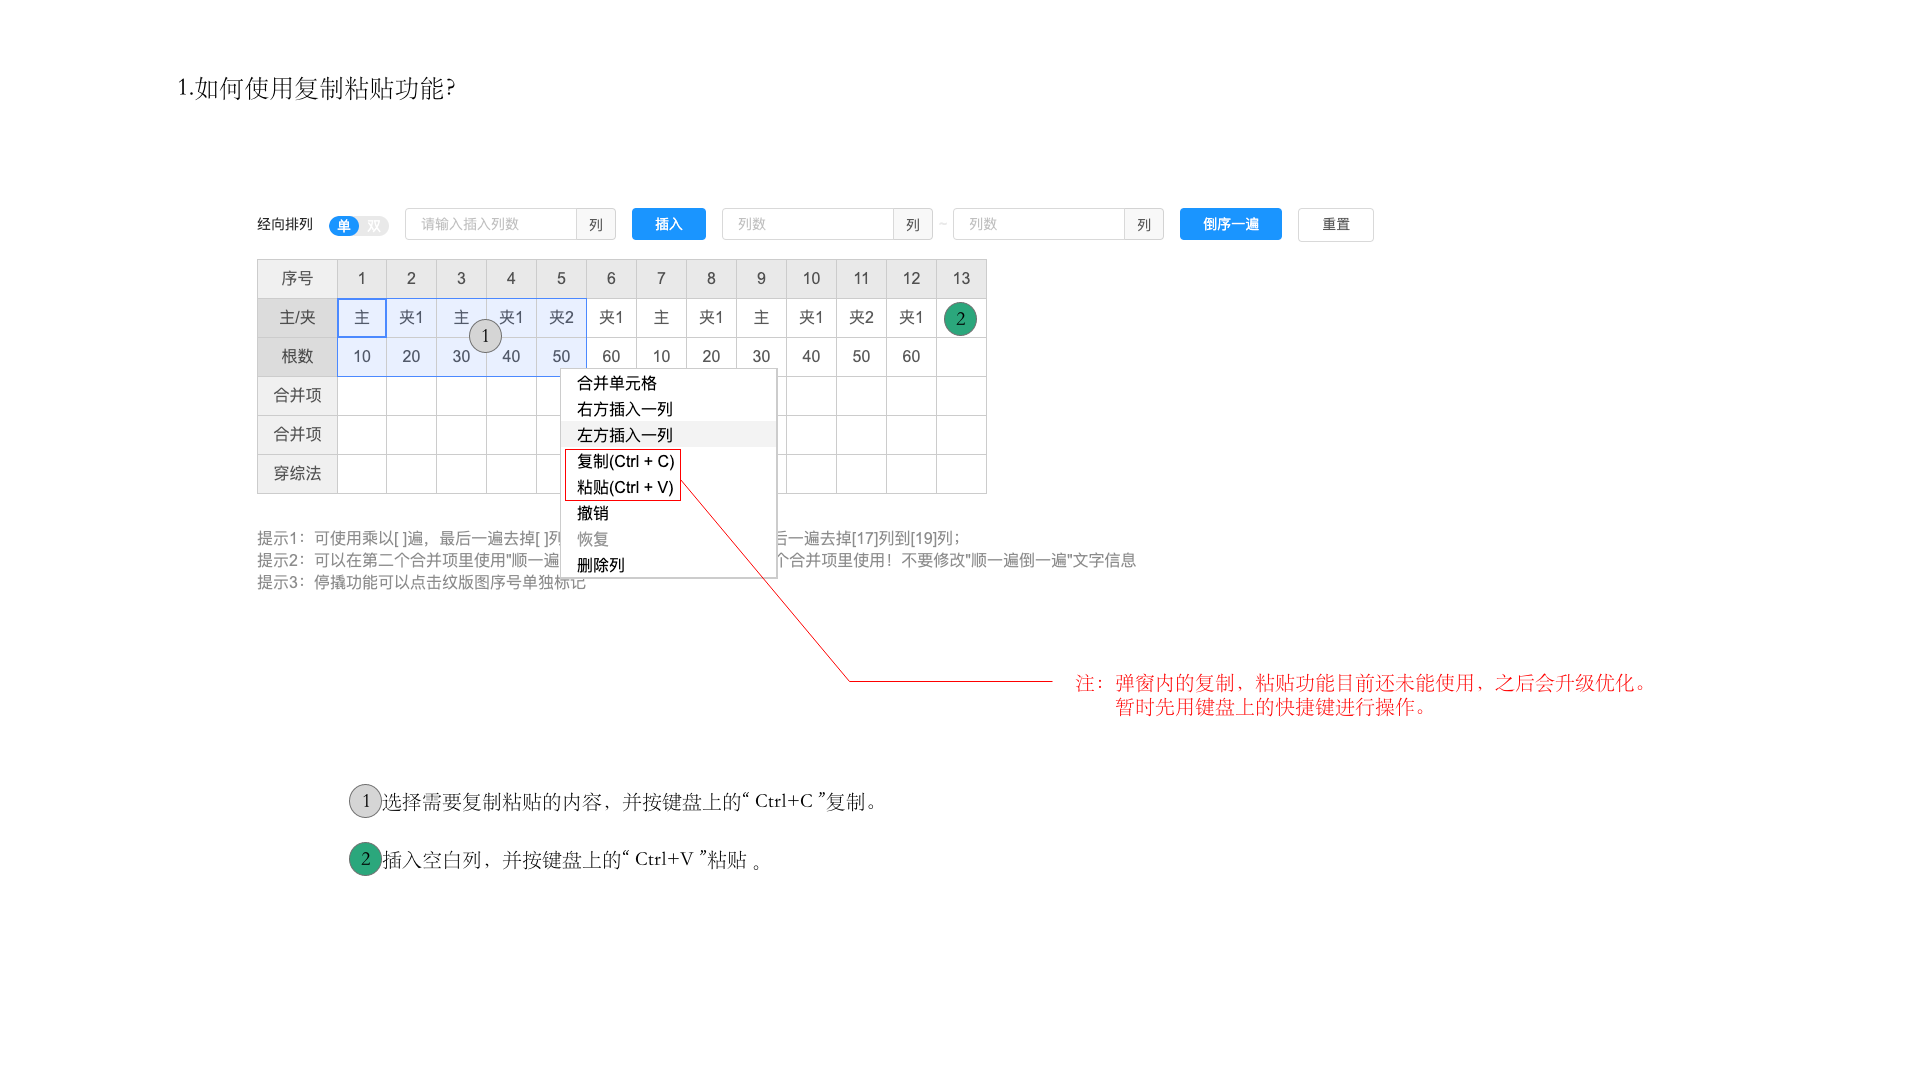 1.如何使用复制粘贴功能?
经向排列 单 双 请输入插入列数 列 插入 列数 列 ~ 列数 列 倒序一遍 重置
序号 1 2 3 4 5 6 7 8 9 10 11 12 13
主/夹 主 夹1 主 夹1 夹2 夹1 主 夹1 主 夹1 夹2 夹1 2
1
根数 10 20 30 40 50 60 10 20 30 40 50 60
合并项
合并项
穿综法
合并单元格
右方插入一列
左方插入一列
复制(Ctrl + C)
粘贴(Ctrl + V)
撤销
恢复
删除列
提示1：可使用乘以[ ]遍，最后一遍去掉[ ]列 后一遍去掉[17]列到[19]列；
提示2：可以在第二个合并项里使用"顺一遍 个合并项里使用！不要修改"顺一遍倒一遍"文字信息
提示3：停撬功能可以点击纹版图序号单独标记
注：弹窗内的复制，粘贴功能目前还未能使用，之后会升级优化。
暂时先用键盘上的快捷键进行操作。
1 选择需要复制粘贴的内容，并按键盘上的“ Ctrl+C ”复制。
2 插入空白列，并按键盘上的“ Ctrl+V ”粘贴 。